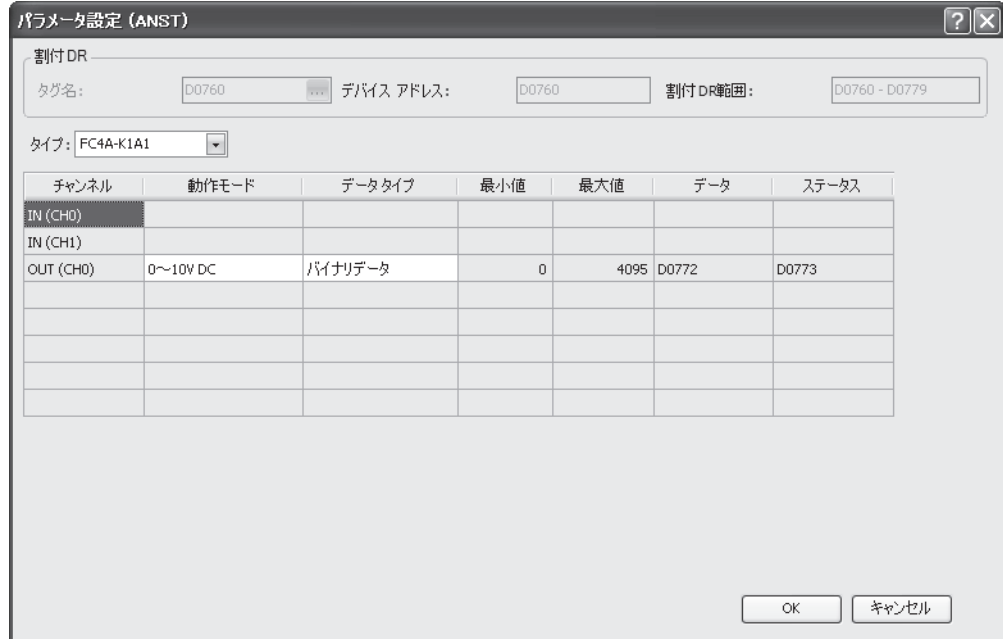 パラメータ設定 (ANST)
割付DR
タグ名: D0760 デバイス アドレス: D0760 割付DR範囲: D0760 - D0779
タイプ: FC4A-K1A1
チャンネル 動作モード データタイプ 最小値 最大値 データ ステータス
IN (CH0)
IN (CH1)
OUT (CH0) 0～10V DC バイナリデータ 0 4095 D0772 D0773
OK キャンセル